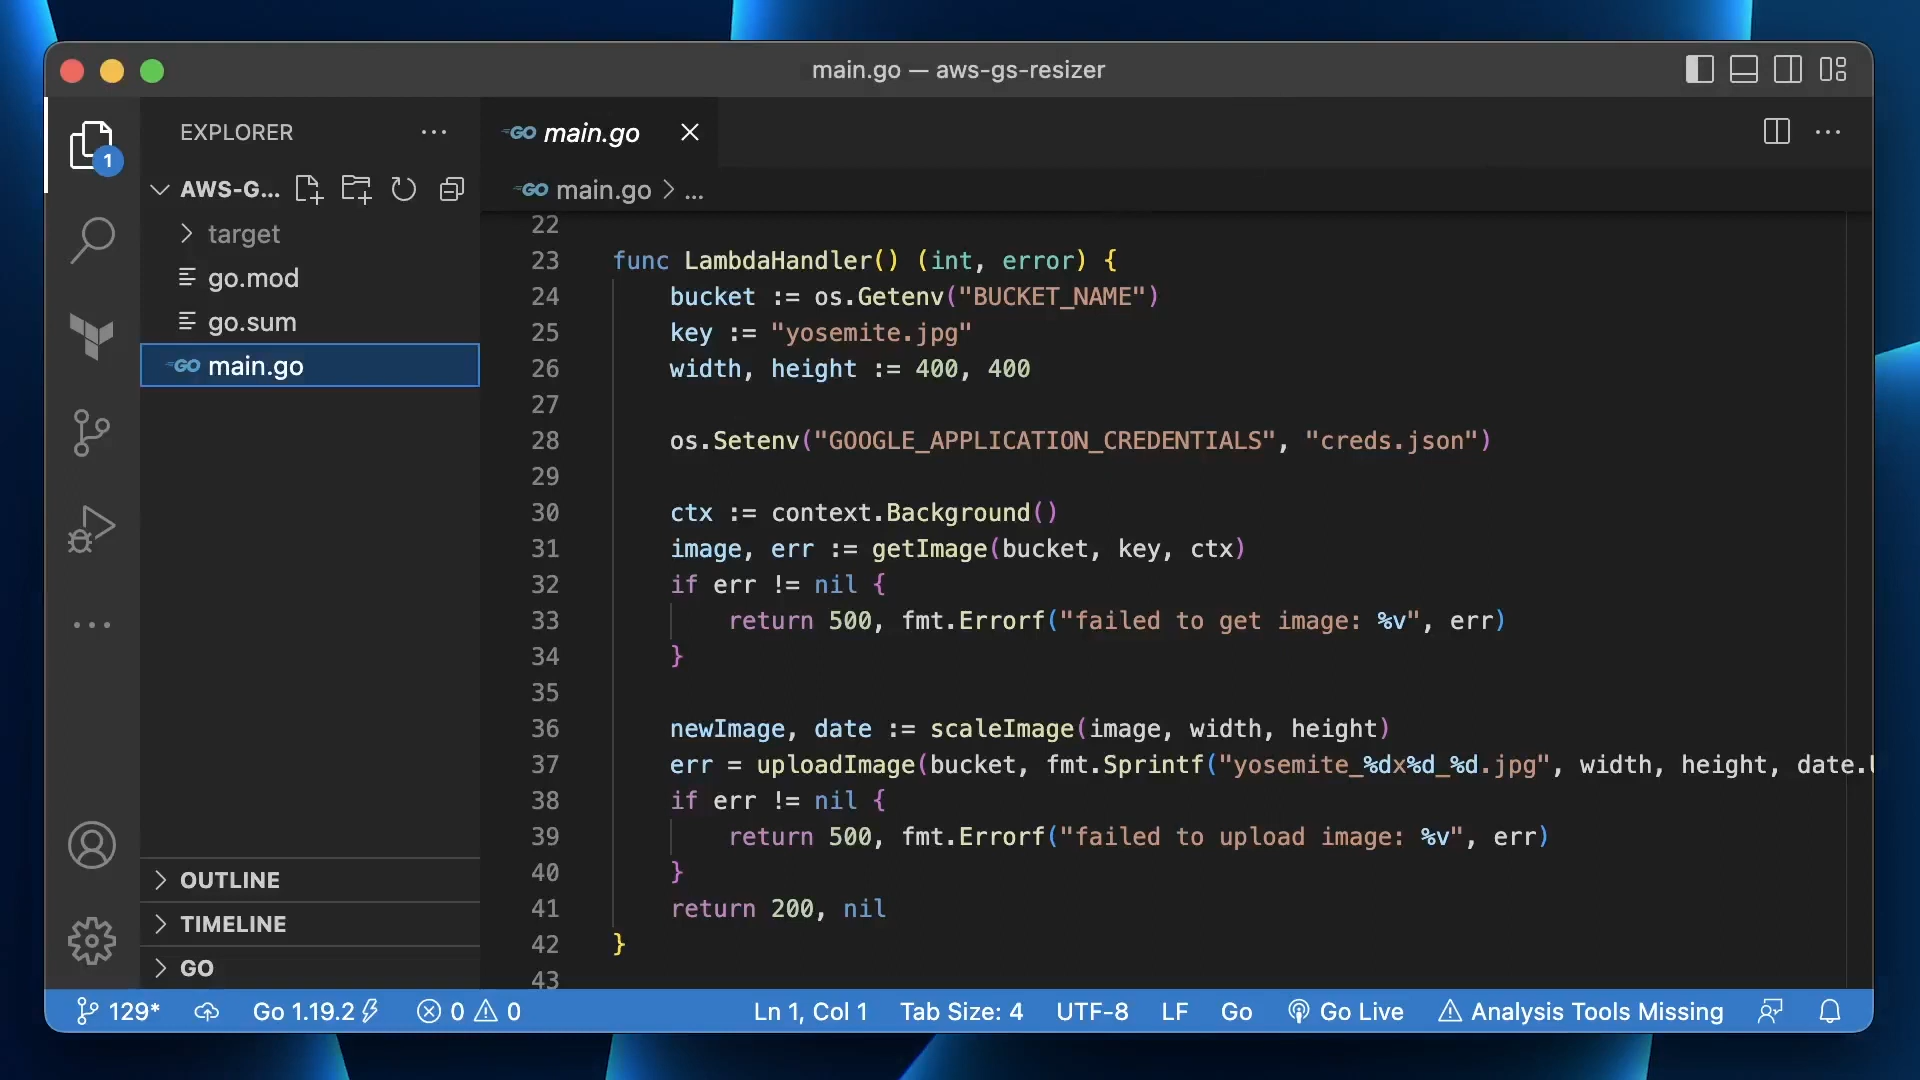 main.go — aws-gs-resizer
EXPLORER
1
AWS-G...
target
go.mod
go.sum
GO main.go
OUTLINE
TIMELINE
GO
GO main.go
GO main.go > ...
22
23 func LambdaHandler() (int, error) {
24 bucket := os.Getenv("BUCKET_NAME")
25 key := "yosemite.jpg"
26 width, height := 400, 400
27
28 os.Setenv("GOOGLE_APPLICATION_CREDENTIALS", "creds.json")
29
30 ctx := context.Background()
31 image, err := getImage(bucket, key, ctx)
32 if err != nil {
33 return 500, fmt.Errorf("failed to get image: %v", err)
34 }
35
36 newImage, date := scaleImage(image, width, height)
37 err = uploadImage(bucket, fmt.Sprintf("yosemite_%dx%d_%d.jpg", width, height, date.
38 if err != nil {
39 return 500, fmt.Errorf("failed to upload image: %v", err)
40 }
41 return 200, nil
42 }
43
129* Go 1.19.2 0 0 Ln 1, Col 1 Tab Size: 4 UTF-8 LF Go Go Live Analysis Tools Missing